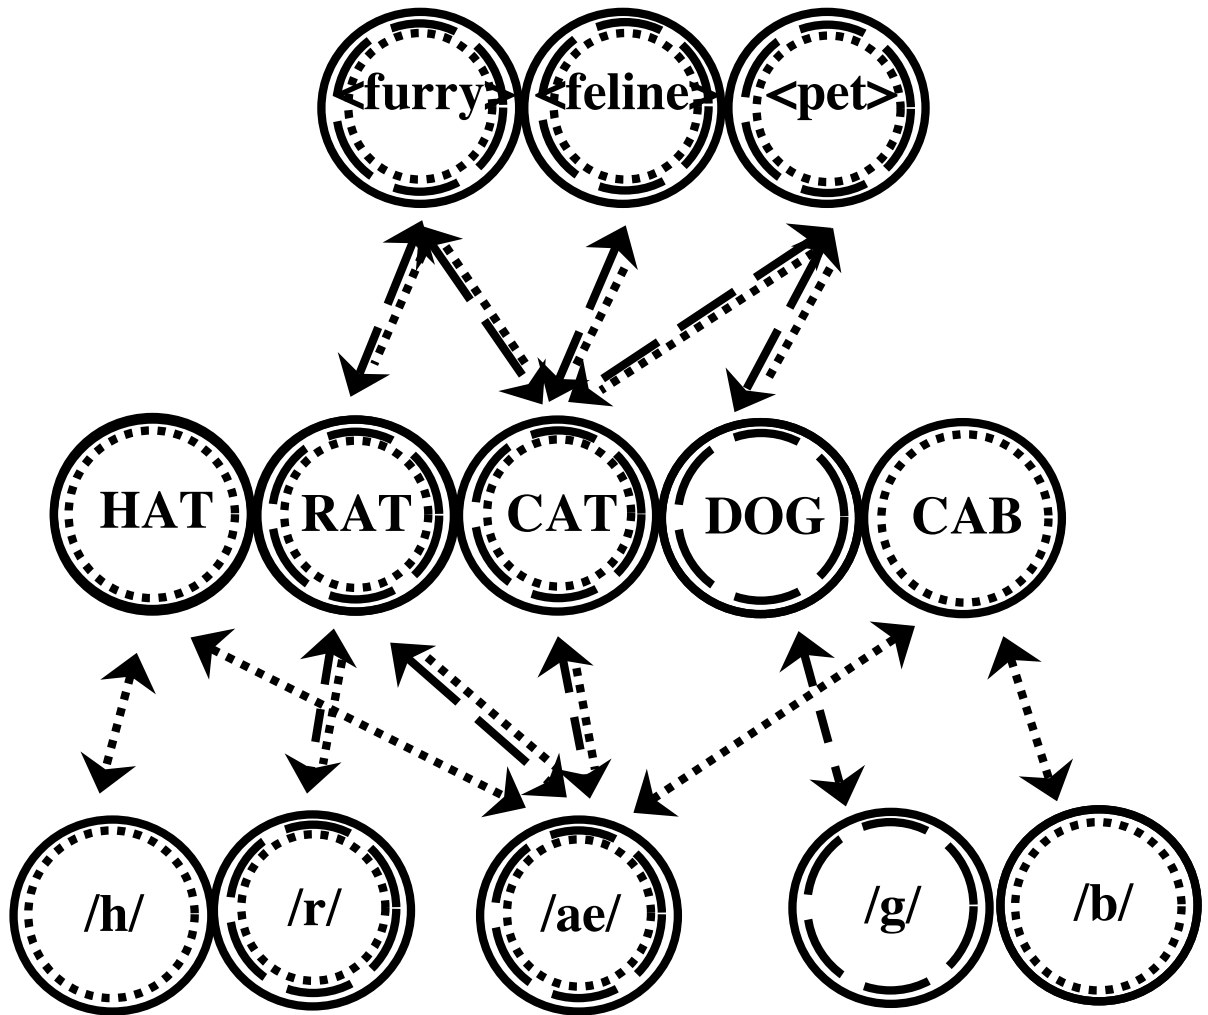 <furry> <feline> <pet>
HAT RAT CAT DOG CAB
/h/ /r/ /ae/ /g/ /b/